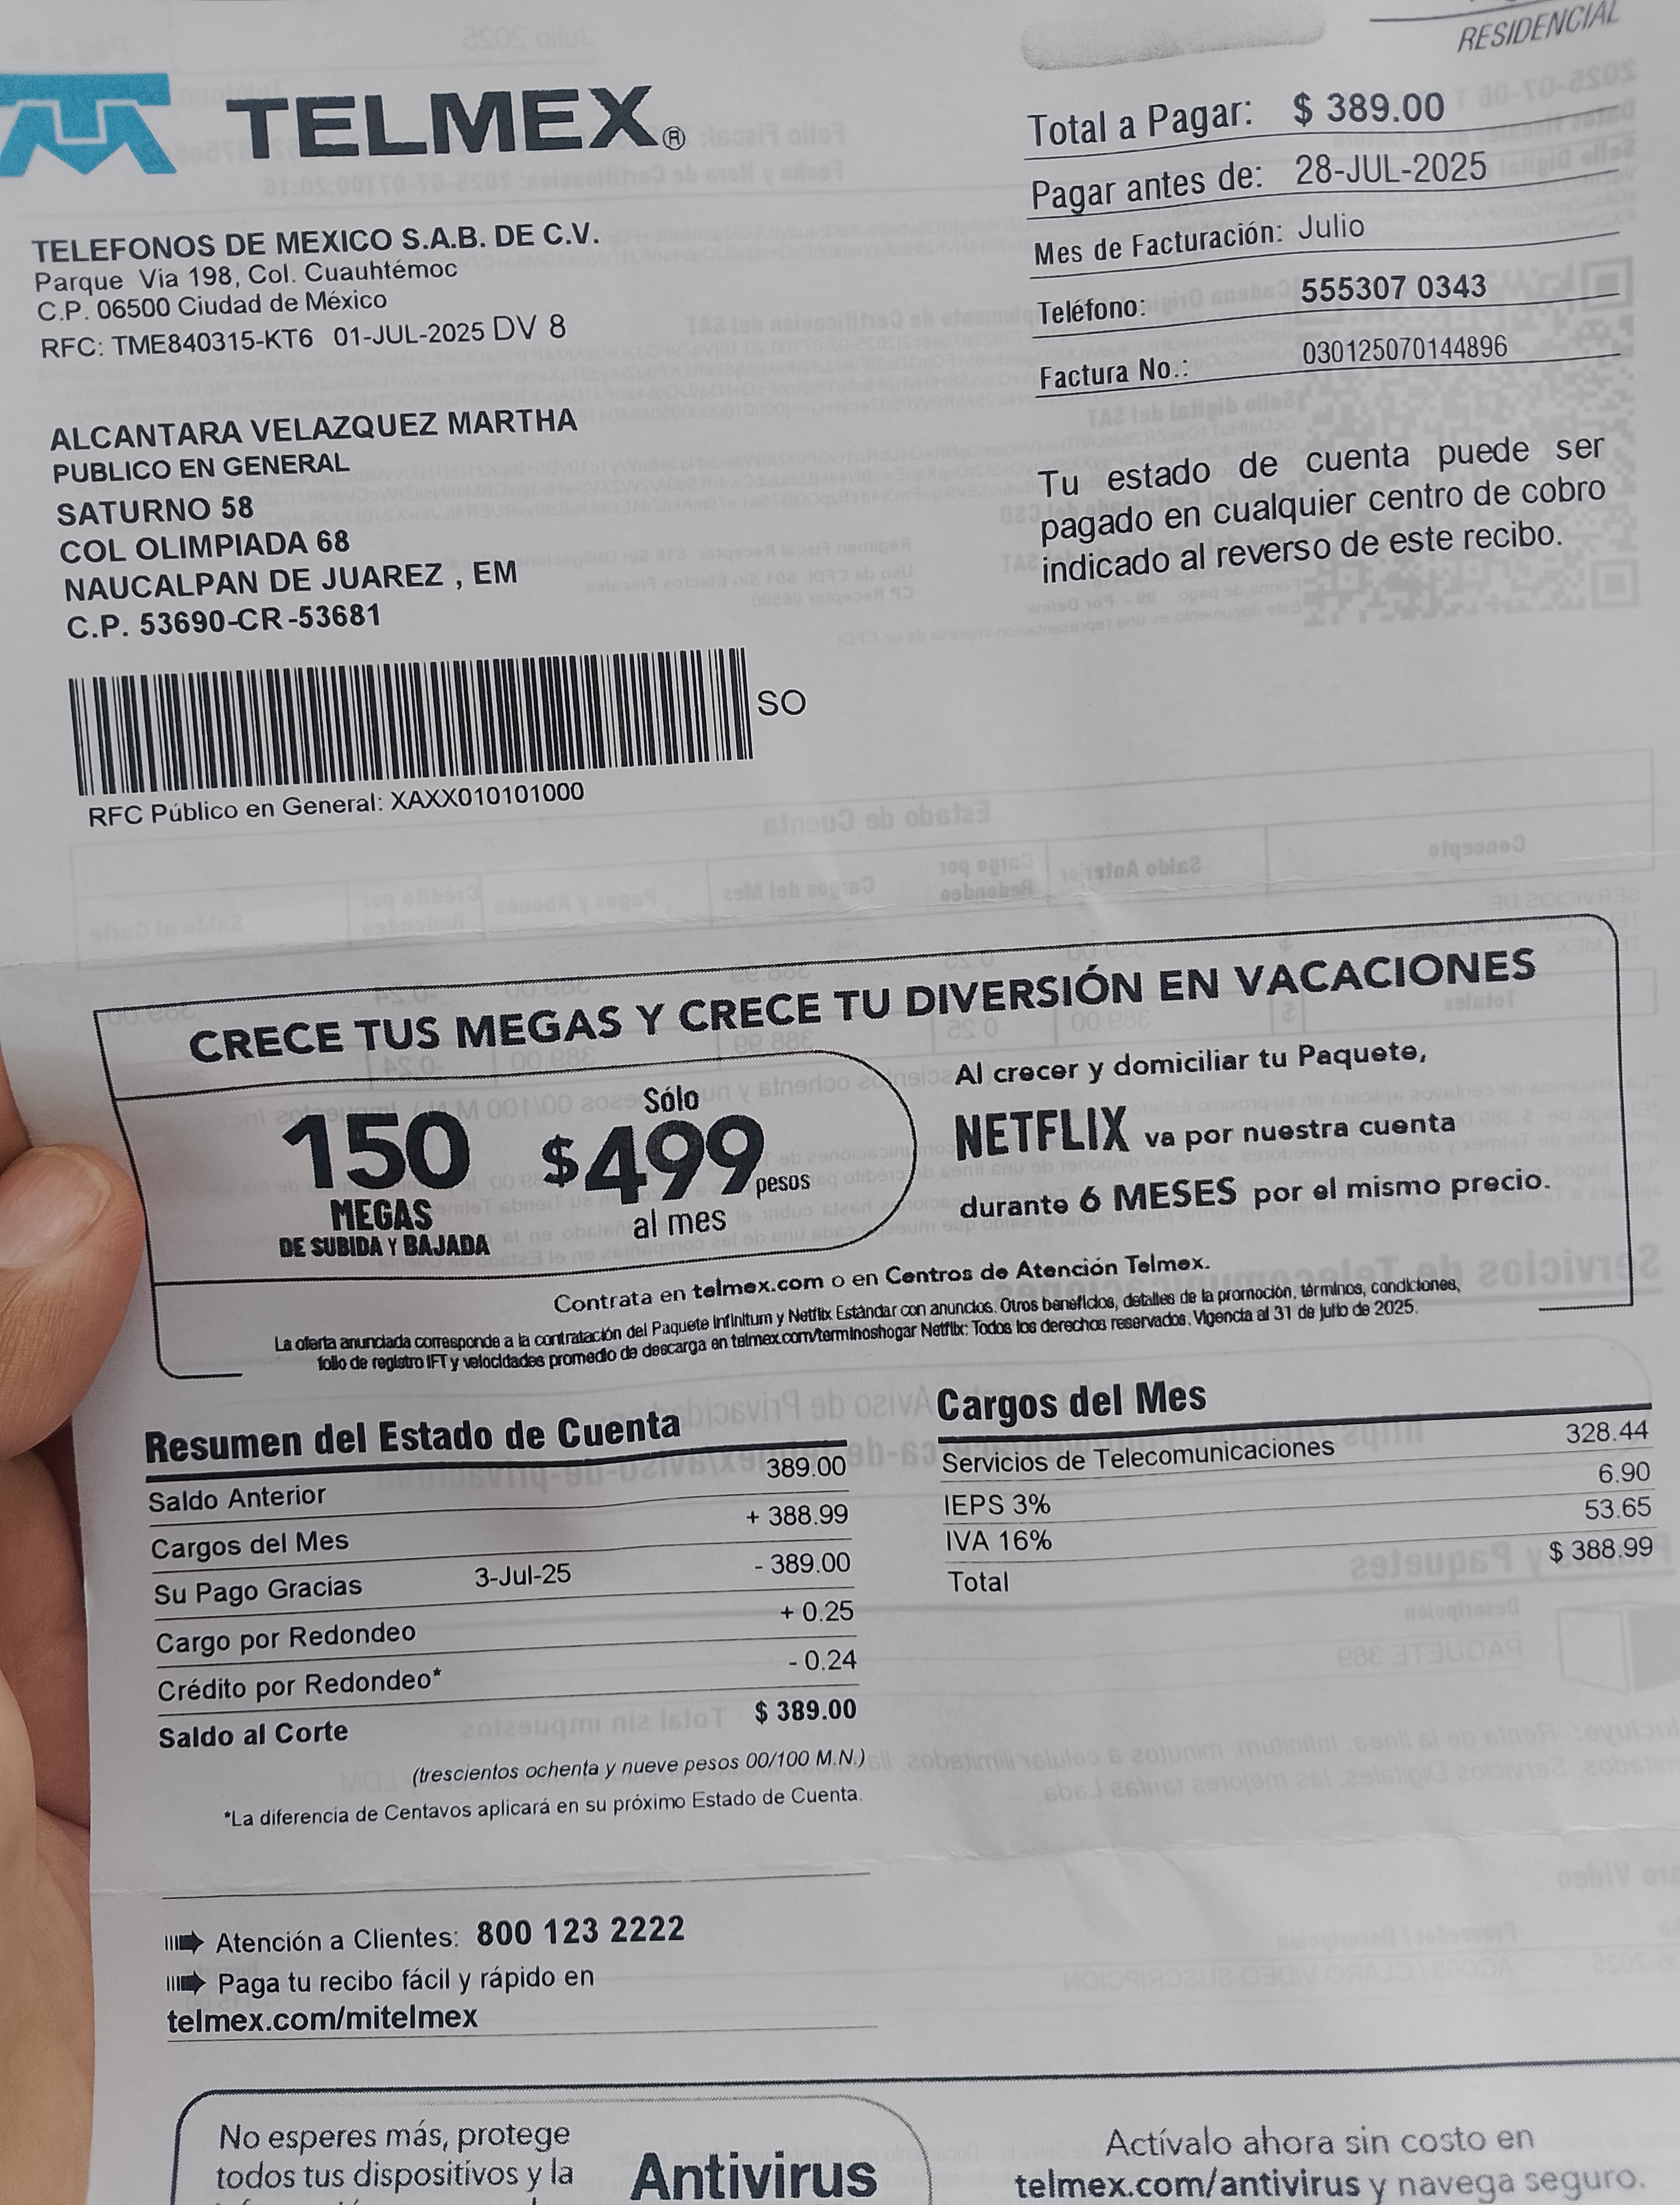 RESIDENCIAL
TELMEX®
Total a Pagar: $ 389.00
Pagar antes de: 28-JUL-2025
Mes de Facturación: Julio
Teléfono: 555307 0343
Factura No.: 030125070144896
TELEFONOS DE MEXICO S.A.B. DE C.V.
Parque Via 198, Col. Cuauhtémoc
C.P. 06500 Ciudad de México
RFC: TME840315-KT6 01-JUL-2025 DV 8
ALCANTARA VELAZQUEZ MARTHA
PUBLICO EN GENERAL
SATURNO 58
COL OLIMPIADA 68
NAUCALPAN DE JUAREZ , EM
C.P. 53690-CR-53681
Tu estado de cuenta puede ser
pagado en cualquier centro de cobro
indicado al reverso de este recibo.
SO
RFC Público en General: XAXX010101000
CRECE TUS MEGAS Y CRECE TU DIVERSIÓN EN VACACIONES
150
MEGAS
DE SUBIDA Y BAJADA
Sólo
$499 pesos
al mes
Al crecer y domiciliar tu Paquete,
NETFLIX va por nuestra cuenta
durante 6 MESES por el mismo precio.
Contrata en telmex.com o en Centros de Atención Telmex.
La oferta anunciada corresponde a la contratación del Paquete Infinitum y Netflix Estándar con anuncios. Otros beneficios, detalles de la promoción, términos, condiciones,
folio de registro IFT y velocidades promedio de descarga en telmex.com/terminoshogar Netflix: Todos los derechos reservados. Vigencia al 31 de julio de 2025.
Resumen del Estado de Cuenta
Saldo Anterior 389.00
Cargos del Mes + 388.99
Su Pago Gracias 3-Jul-25 - 389.00
Cargo por Redondeo + 0.25
Crédito por Redondeo* - 0.24
Saldo al Corte $ 389.00
(trescientos ochenta y nueve pesos 00/100 M.N.)
*La diferencia de Centavos aplicará en su próximo Estado de Cuenta.
Cargos del Mes
Servicios de Telecomunicaciones 328.44
IEPS 3% 6.90
IVA 16% 53.65
Total $ 388.99
Atención a Clientes: 800 123 2222
Paga tu recibo fácil y rápido en
telmex.com/mitelmex
No esperes más, protege
todos tus dispositivos y la
Antivirus
Actívalo ahora sin costo en
telmex.com/antivirus y navega seguro.